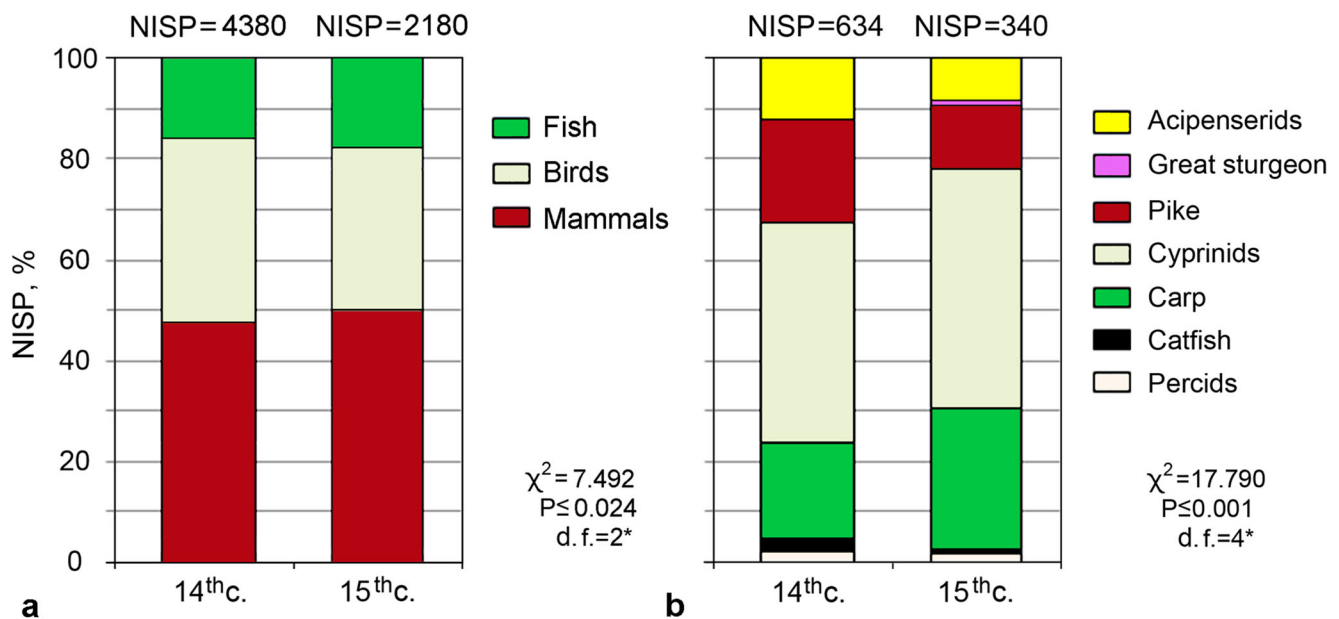 NISP=4380 NISP=2180
100
80
60
40
20
0
NISP, %
14thc. 15thc.
Fish
Birds
Mammals
χ2=7.492
P≤0.024
d.f.=2*
a
NISP=634 NISP=340
14thc. 15thc.
Acipenserids
Great sturgeon
Pike
Cyprinids
Carp
Catfish
Percids
χ2=17.790
P≤0.001
d.f.=4*
b